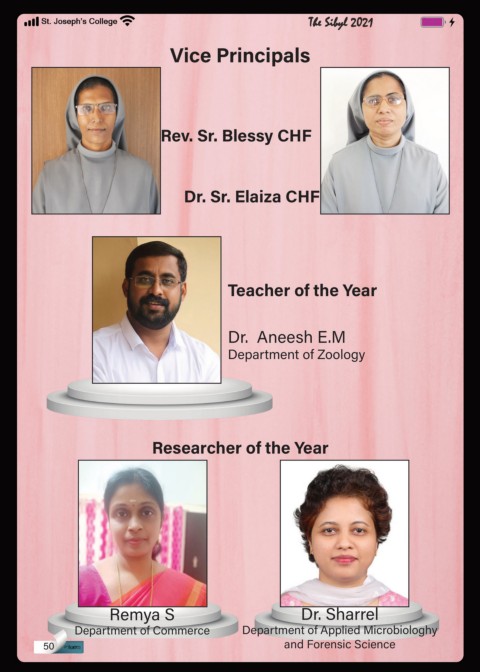 St. Joseph's College
The Sibyl 2021
Vice Principals
Rev. Sr. Blessy CHF
Dr. Sr. Elaiza CHF
Teacher of the Year
Dr. Aneesh E.M
Department of Zoology
Researcher of the Year
Remya S
Department of Commerce
Dr. Sharrel
Department of Applied Microbiologhy
and Forensic Science
50